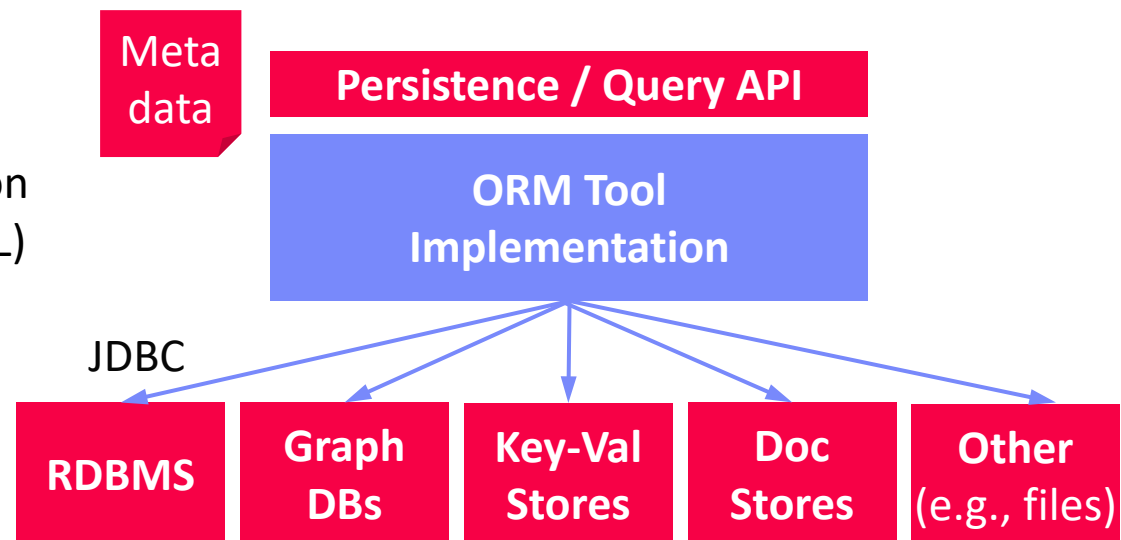 Meta
data
Persistence / Query API
on
L)
ORM Tool
Implementation
JDBC
RDBMS
Graph
DBs
Key-Val
Stores
Doc
Stores
Other
(e.g., files)